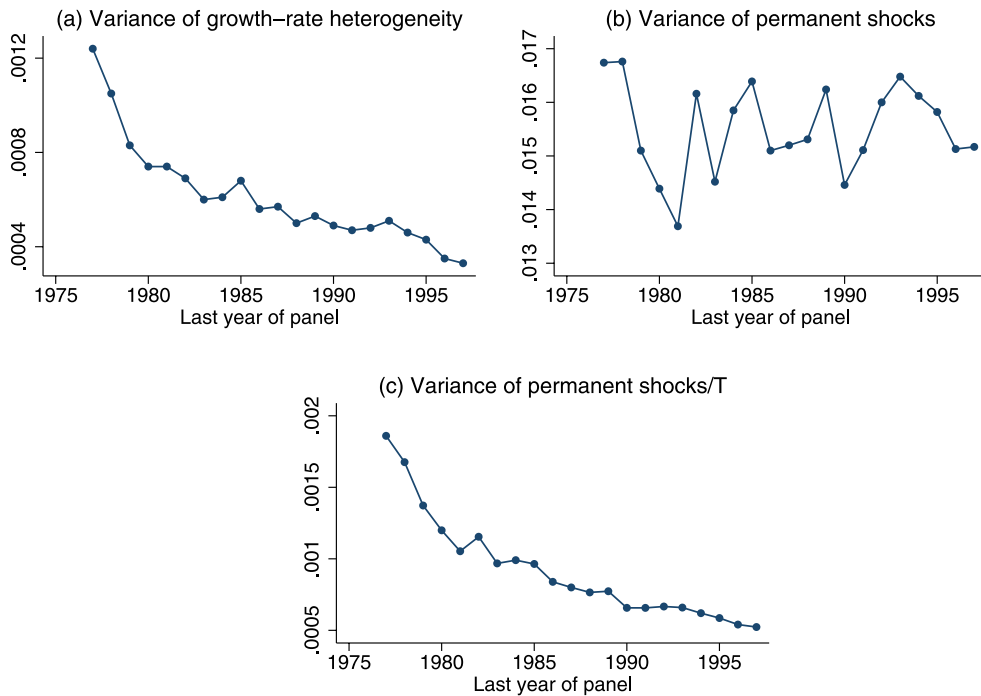 (a) Variance of growth–rate heterogeneity
.0012
.0008
.0004
1975 1980 1985 1990 1995
Last year of panel
(b) Variance of permanent shocks
.017
.016
.015
.014
.013
1975 1980 1985 1990 1995
Last year of panel
(c) Variance of permanent shocks/T
.002
.0015
.001
.0005
1975 1980 1985 1990 1995
Last year of panel